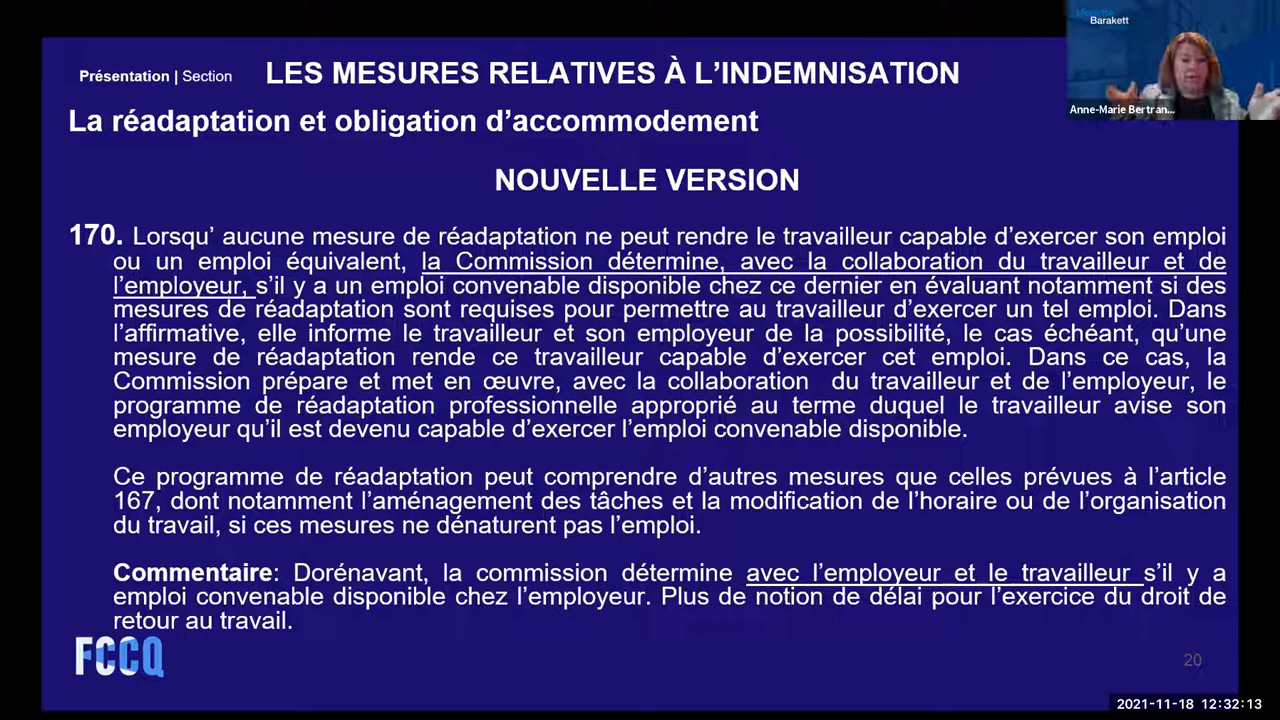 Présentation | Section
LES MESURES RELATIVES À L’INDEMNISATION
Barakett
Anne-Marie Bertran...
La réadaptation et obligation d’accommodement
NOUVELLE VERSION
170. Lorsqu’ aucune mesure de réadaptation ne peut rendre le travailleur capable d’exercer son emploi
ou un emploi équivalent, la Commission détermine, avec la collaboration du travailleur et de
l’employeur, s’il y a un emploi convenable disponible chez ce dernier en évaluant notamment si des
mesures de réadaptation sont requises pour permettre au travailleur d’exercer un tel emploi. Dans
l’affirmative, elle informe le travailleur et son employeur de la possibilité, le cas échéant, qu’une
mesure de réadaptation rende ce travailleur capable d’exercer cet emploi. Dans ce cas, la
Commission prépare et met en œuvre, avec la collaboration du travailleur et de l’employeur, le
programme de réadaptation professionnelle approprié au terme duquel le travailleur avise son
employeur qu’il est devenu capable d’exercer l’emploi convenable disponible.
Ce programme de réadaptation peut comprendre d’autres mesures que celles prévues à l’article
167, dont notamment l’aménagement des tâches et la modification de l’horaire ou de l’organisation
du travail, si ces mesures ne dénaturent pas l’emploi.
Commentaire: Dorénavant, la commission détermine avec l’employeur et le travailleur s’il y a
emploi convenable disponible chez l’employeur. Plus de notion de délai pour l’exercice du droit de
retour au travail.
FCCQ
20
2021-11-18 12:32:13